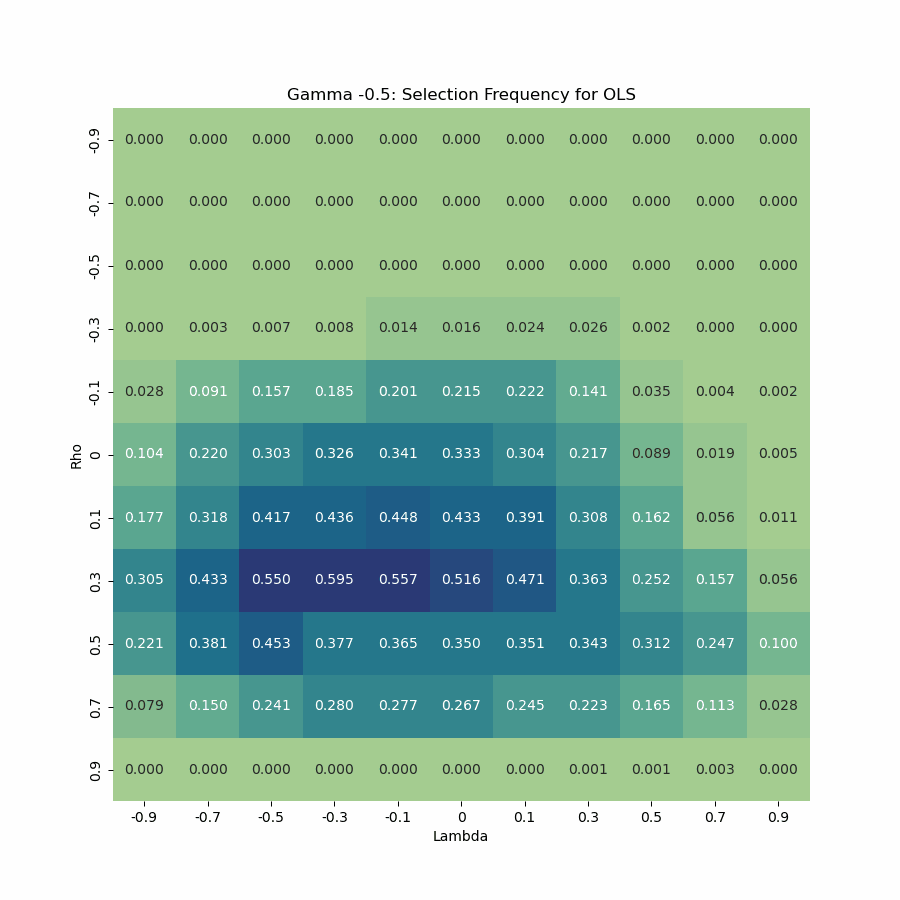 Gamma -0.5: Selection Frequency for OLS
-0.9 0.000 0.000 0.000 0.000 0.000 0.000 0.000 0.000 0.000 0.000 0.000
-0.7 0.000 0.000 0.000 0.000 0.000 0.000 0.000 0.000 0.000 0.000 0.000
-0.5 0.000 0.000 0.000 0.000 0.000 0.000 0.000 0.000 0.000 0.000 0.000
-0.3 0.000 0.003 0.007 0.008 0.014 0.016 0.024 0.026 0.002 0.000 0.000
-0.1 0.028 0.091 0.157 0.185 0.201 0.215 0.222 0.141 0.035 0.004 0.002
Rho
0 0.104 0.220 0.303 0.326 0.341 0.333 0.304 0.217 0.089 0.019 0.005
0.1 0.177 0.318 0.417 0.436 0.448 0.433 0.391 0.308 0.162 0.056 0.011
0.3 0.305 0.433 0.550 0.595 0.557 0.516 0.471 0.363 0.252 0.157 0.056
0.5 0.221 0.381 0.453 0.377 0.365 0.350 0.351 0.343 0.312 0.247 0.100
0.7 0.079 0.150 0.241 0.280 0.277 0.267 0.245 0.223 0.165 0.113 0.028
0.9 0.000 0.000 0.000 0.000 0.000 0.000 0.000 0.001 0.001 0.003 0.000
-0.9 -0.7 -0.5 -0.3 -0.1 0 0.1 0.3 0.5 0.7 0.9
Lambda